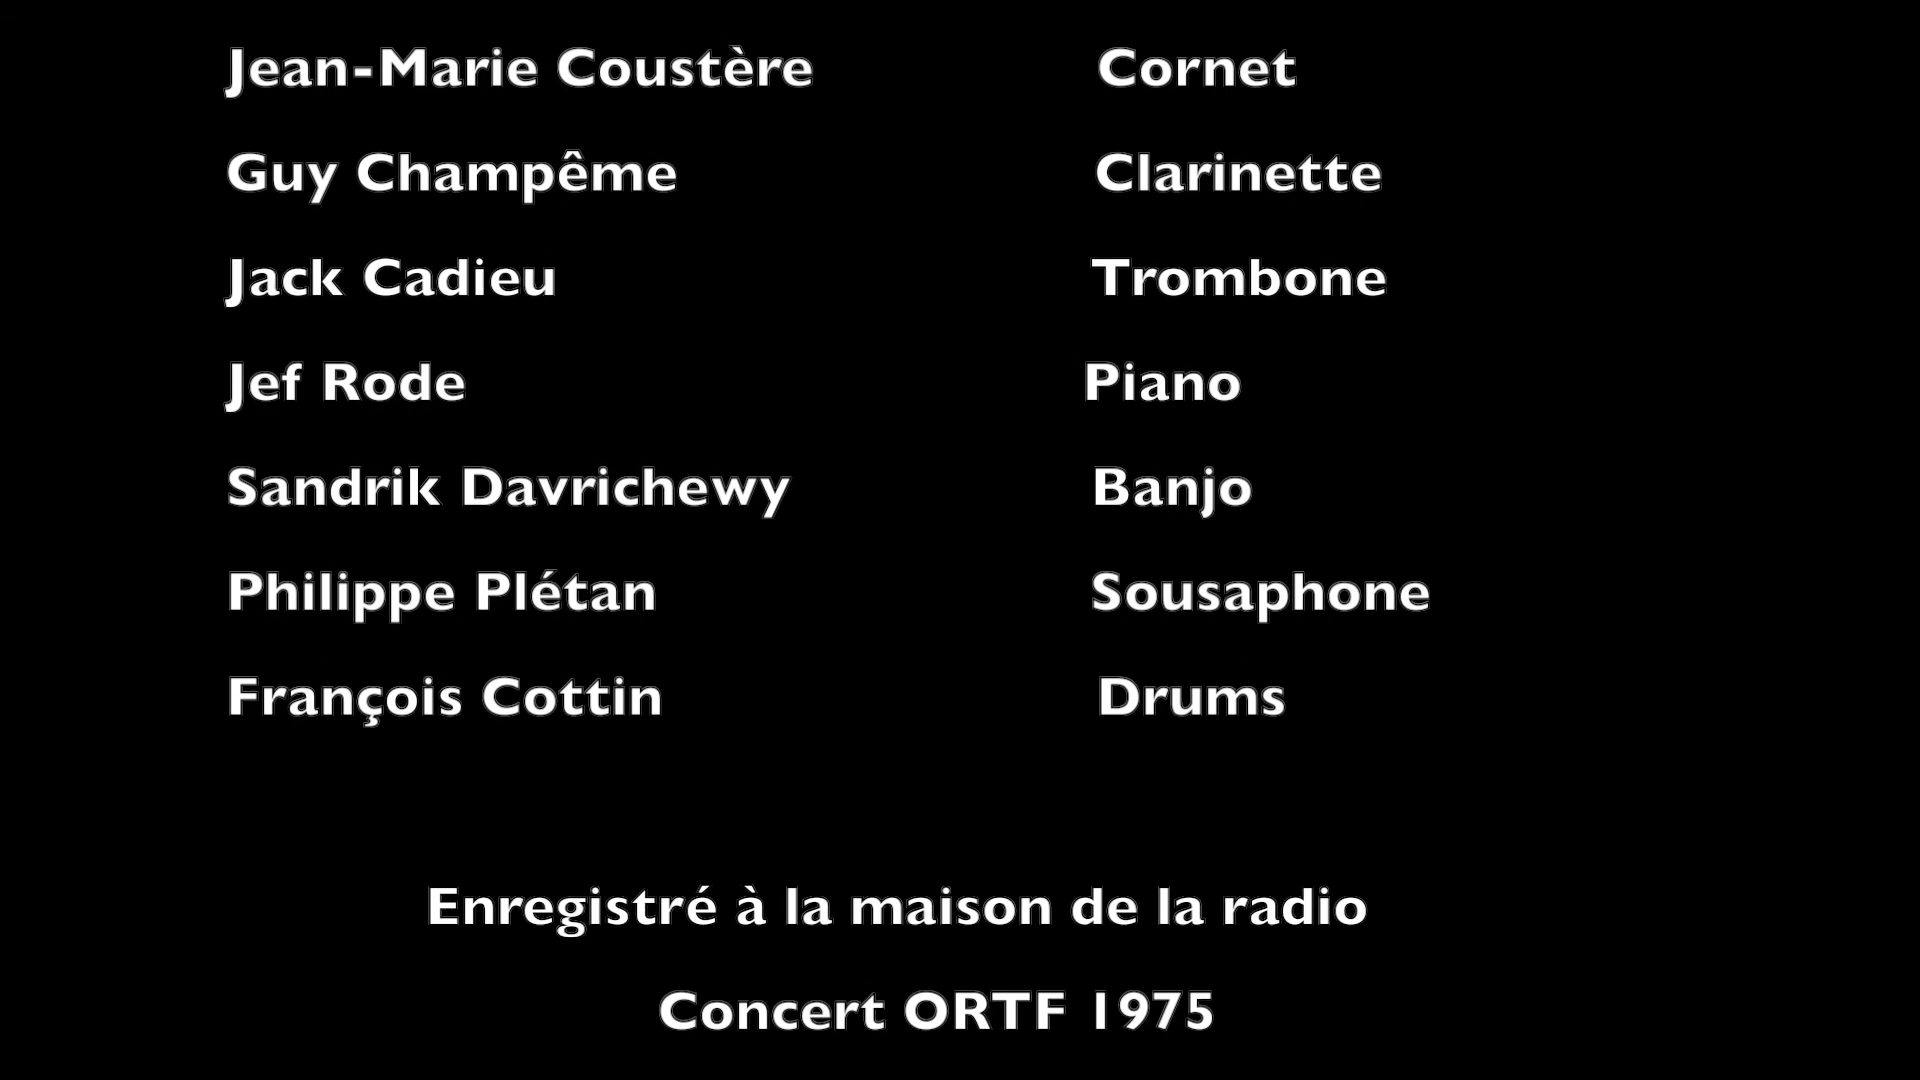 Jean-Marie Coustère Cornet
Guy Champême Clarinette
Jack Cadieu Trombone
Jef Rode Piano
Sandrik Davrichewy Banjo
Philippe Plétan Sousaphone
François Cottin Drums
Enregistré à la maison de la radio
Concert ORTF 1975